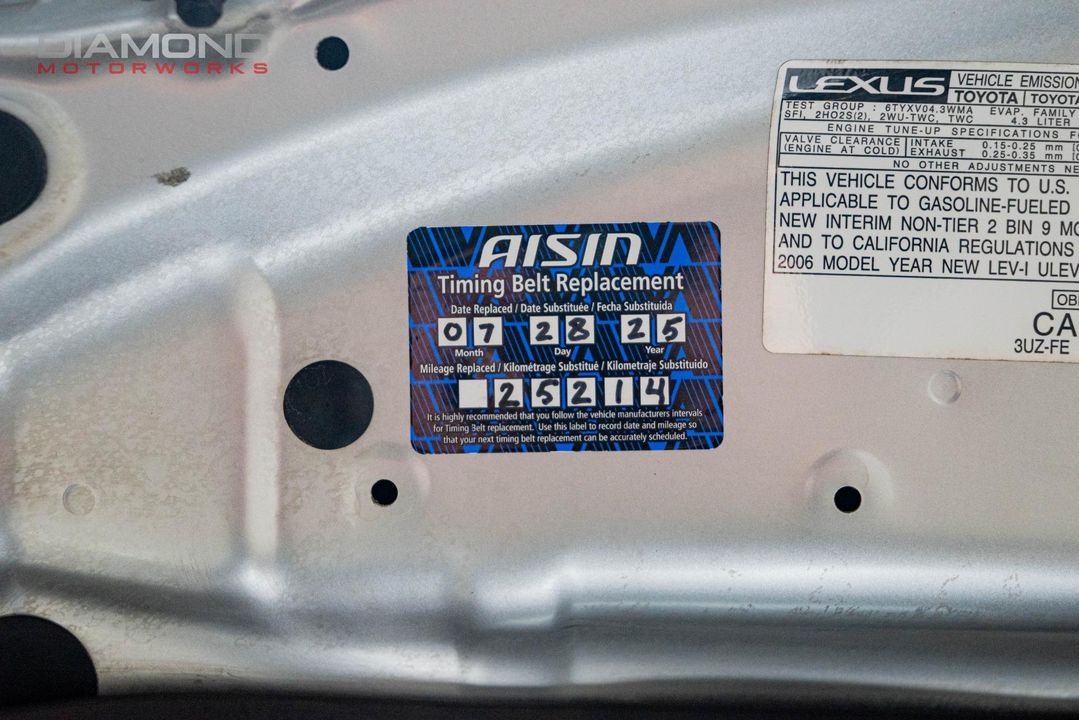 DIAMOND
MOTORWORKS
LEXUS
VEHICLE EMISSION
TOYOTA TOYOTA
TEST GROUP : 6TYXV04.3WMA EVAP. FAMILY
SFI, 2HO2S(2), 2WU-TWC, TWC 4.3 LITER
ENGINE TUNE-UP SPECIFICATIONS
VALVE CLEARANCE INTAKE 0.15-0.25 mm
(ENGINE AT COLD) EXHAUST 0.25-0.35 mm
NO OTHER ADJUSTMENTS
THIS VEHICLE CONFORMS TO U.S.
APPLICABLE TO GASOLINE-FUELED
NEW INTERIM NON-TIER 2 BIN 9
AND TO CALIFORNIA REGULATIONS
2006 MODEL YEAR NEW LEV-I ULEV
OB
CA
3UZ-FE
AISIN
Timing Belt Replacement
Date Replaced / Date Substituée / Fecha Substituida
07 28 25
Month Day Year
Mileage Replaced / Kilométrage Substitué / Kilometraje Substituido
25214
It is highly recommended that you follow the vehicle manufacturers intervals
for Timing Belt replacement. Use this label to record date and mileage so
that your next timing belt replacement can be accurately scheduled.